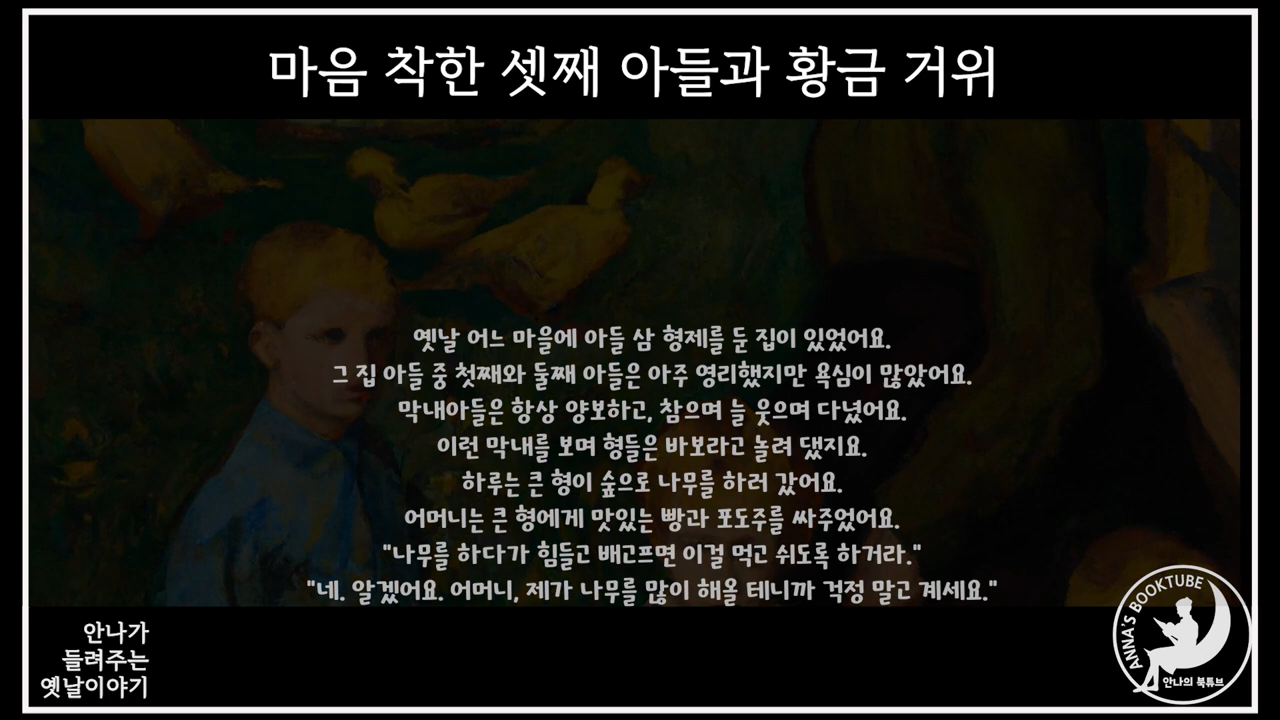 마음 착한 셋째 아들과 황금 거위
옛날 어느 마을에 아들 삼 형제를 둔 집이 있었어요.
그 집 아들 중 첫째와 둘째 아들은 아주 영리했지만 욕심이 많았어요.
막내아들은 항상 양보하고, 참으며 늘 웃으며 다녔어요.
이런 막내를 보며 형들은 바보라고 놀려 댔지요.
하루는 큰 형이 숲으로 나무를 하러 갔어요.
어머니는 큰 형에게 맛있는 빵과 포도주를 싸주었어요.
"나무를 하다가 힘들고 배고프면 이걸 먹고 쉬도록 하거라."
"네. 알겠어요. 어머니, 제가 나무를 많이 해올 테니까 걱정 말고 계세요."
안나가
들려주는
옛날이야기
ANNA'S BOOKTUBE
안나의 북튜브